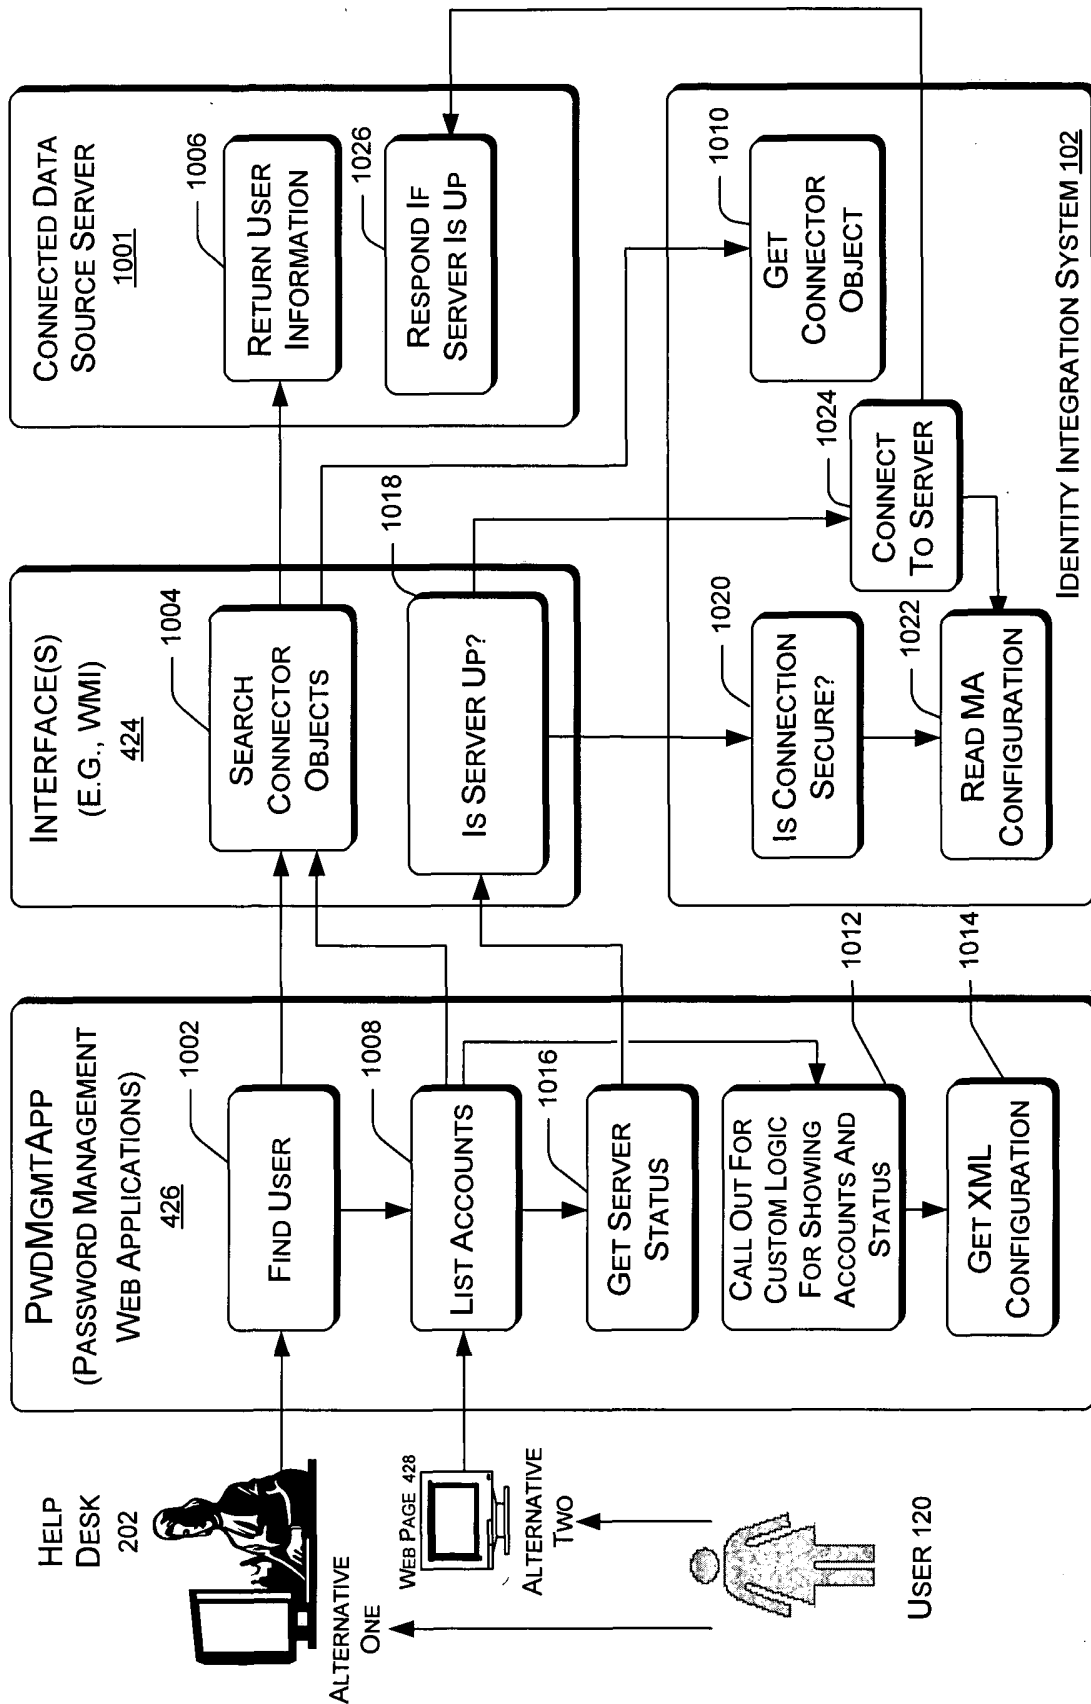 HELP
DESK
202
ALTERNATIVE
ONE
WEB PAGE 428
ALTERNATIVE
TWO
USER 120
PWDMGMTAPP
(PASSWORD MANAGEMENT
WEB APPLICATIONS)
426
1002
FIND USER
1008
LIST ACCOUNTS
1016
GET SERVER
STATUS
CALL OUT FOR
CUSTOM LOGIC
FOR SHOWING
ACCOUNTS AND
STATUS
1012
GET XML
CONFIGURATION
1014
INTERFACE(S)
(E.G., WMI)
424
1004
SEARCH
CONNECTOR
OBJECTS
1018
IS SERVER UP?
CONNECTED DATA
SOURCE SERVER
1001
1006
RETURN USER
INFORMATION
1026
RESPOND IF
SERVER IS UP
1010
GET
CONNECTOR
OBJECT
1024
CONNECT
TO SERVER
1020
IS CONNECTION
SECURE?
1022
READ MA
CONFIGURATION
IDENTITY INTEGRATION SYSTEM 102